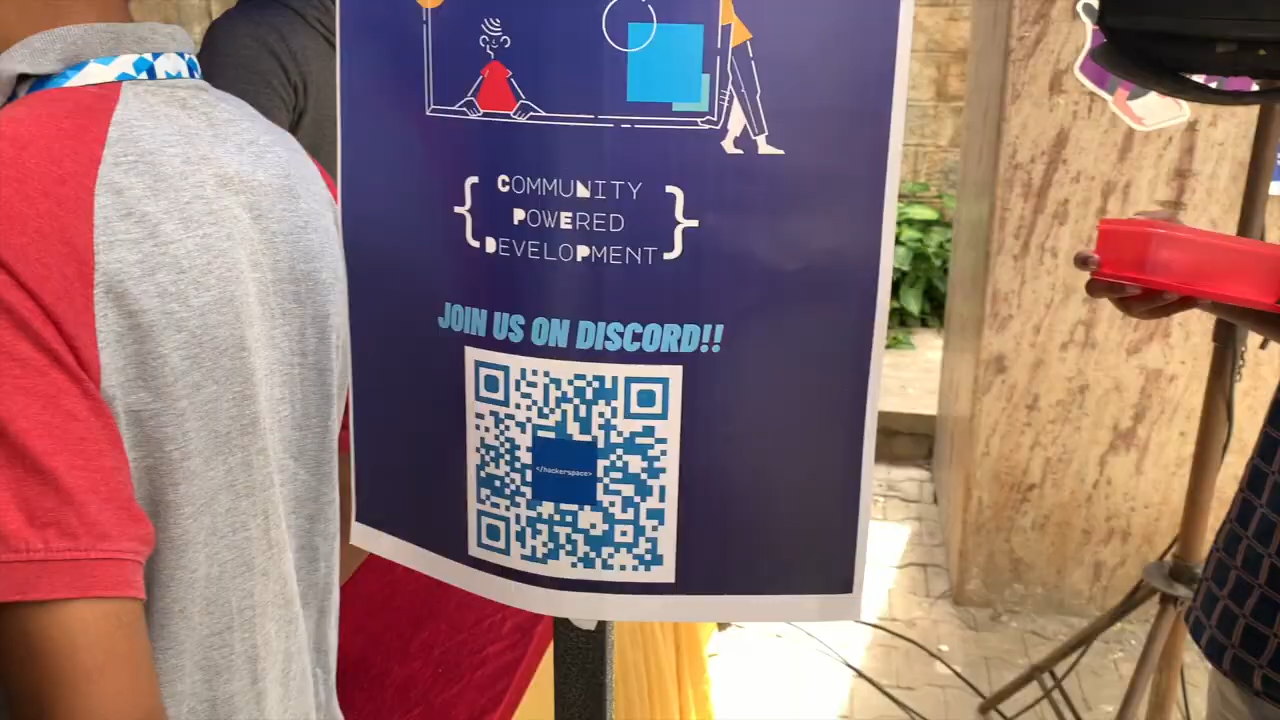 { COMMUNITY
POWERED
DEVELOPMENT }
JOIN US ON DISCORD!!
</hackerspace>